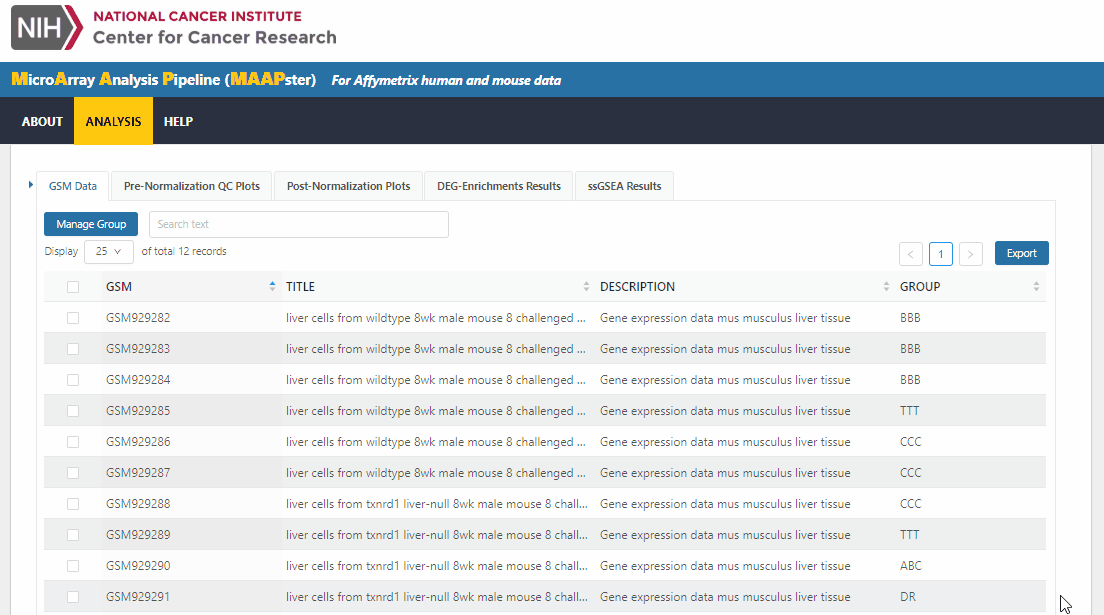 NIH
NATIONAL CANCER INSTITUTE
Center for Cancer Research
MicroArray Analysis Pipeline (MAAPster) For Affymetrix human and mouse data
ABOUT ANALYSIS HELP
GSM Data Pre-Normalization QC Plots Post-Normalization Plots DEG-Enrichments Results ssGSEA Results
Manage Group Search text
Display 25 of total 12 records < 1 > Export
GSM TITLE DESCRIPTION GROUP
GSM929282 liver cells from wildtype 8wk male mouse 8 challenged ... Gene expression data mus musculus liver tissue BBB
GSM929283 liver cells from wildtype 8wk male mouse 8 challenged ... Gene expression data mus musculus liver tissue BBB
GSM929284 liver cells from wildtype 8wk male mouse 8 challenged ... Gene expression data mus musculus liver tissue BBB
GSM929285 liver cells from wildtype 8wk male mouse 8 challenged ... Gene expression data mus musculus liver tissue TTT
GSM929286 liver cells from wildtype 8wk male mouse 8 challenged ... Gene expression data mus musculus liver tissue CCC
GSM929287 liver cells from wildtype 8wk male mouse 8 challenged ... Gene expression data mus musculus liver tissue CCC
GSM929288 liver cells from txnrd1 liver-null 8wk male mouse 8 chall... Gene expression data mus musculus liver tissue CCC
GSM929289 liver cells from txnrd1 liver-null 8wk male mouse 8 chall... Gene expression data mus musculus liver tissue TTT
GSM929290 liver cells from txnrd1 liver-null 8wk male mouse 8 chall... Gene expression data mus musculus liver tissue ABC
GSM929291 liver cells from txnrd1 liver-null 8wk male mouse 8 chall... Gene expression data mus musculus liver tissue DR